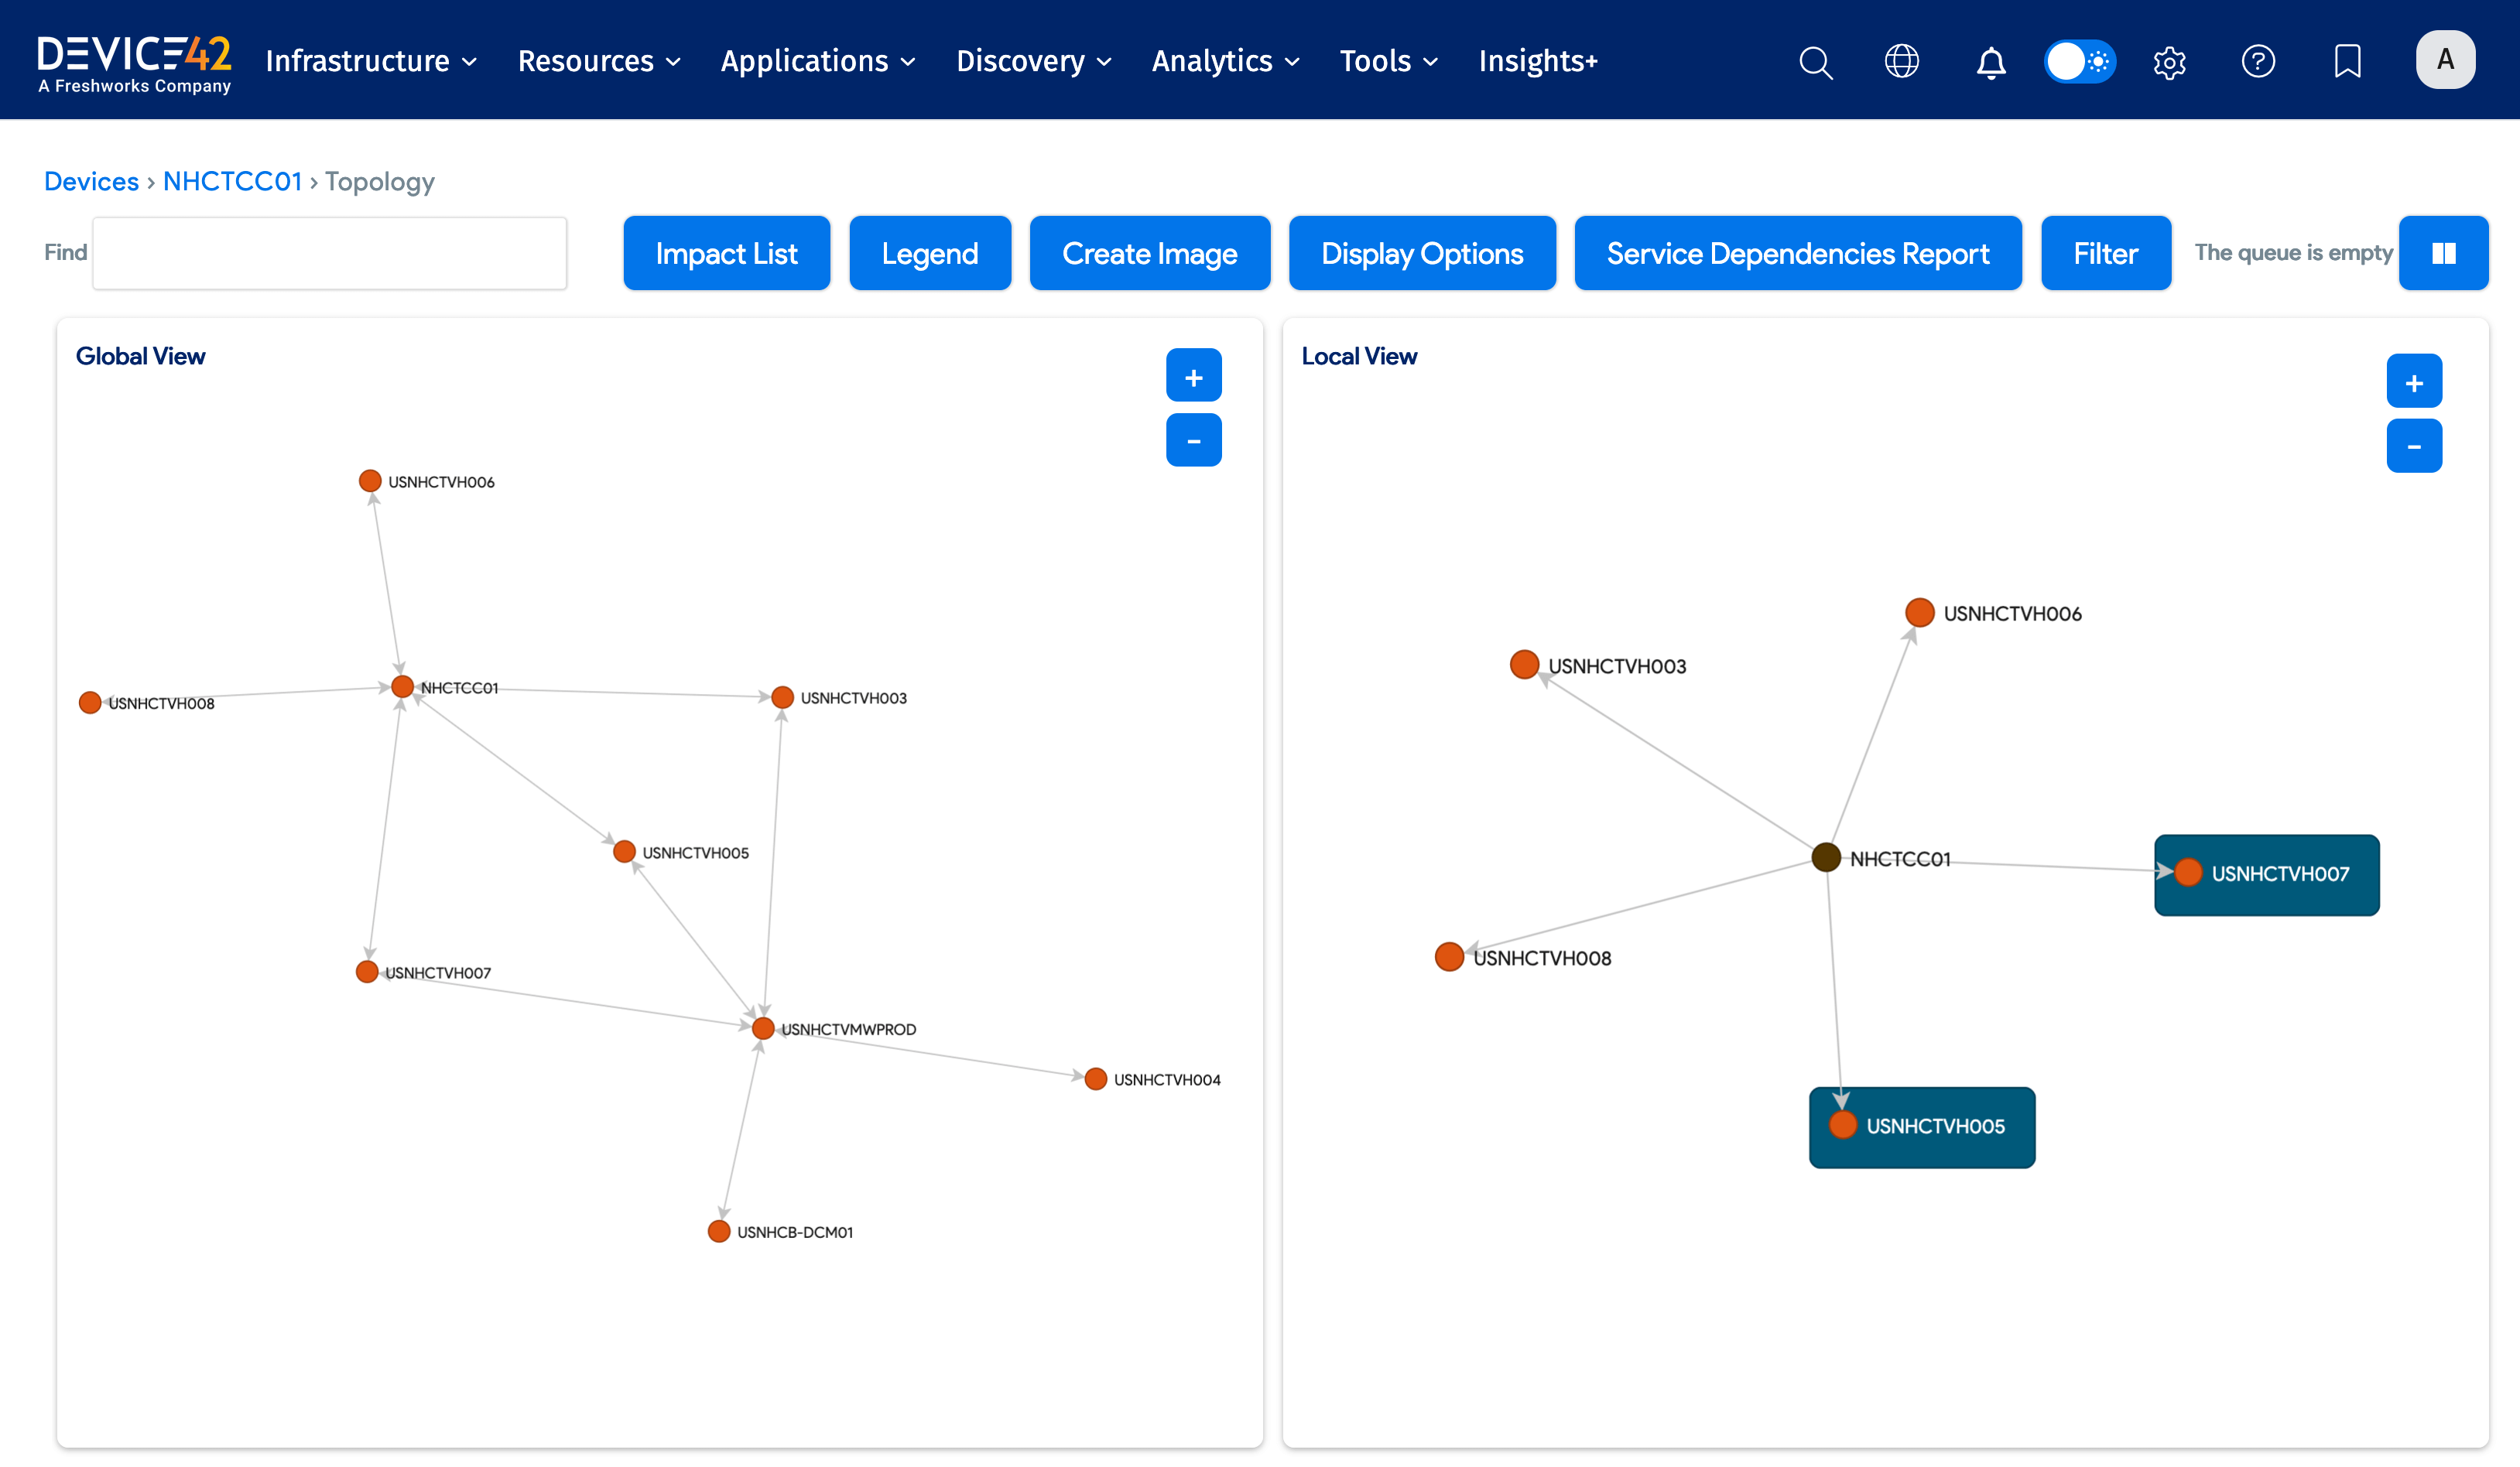 DEVICE42
A Freshworks Company
Infrastructure
Resources
Applications
Discovery
Analytics
Tools
Insights+
A
Devices › NHCTCC01 › Topology
Find
Impact List
Legend
Create Image
Display Options
Service Dependencies Report
Filter
The queue is empty
Global View
+
-
USNHCTVH006
NHCTCC01
USNHCTVH008
USNHCTVH003
USNHCTVH005
USNHCTVH007
USNHCTVMWPROD
USNHCTVH004
USNHCB-DCM01
Local View
+
-
USNHCTVH006
USNHCTVH003
NHCTCC01
USNHCTVH007
USNHCTVH008
USNHCTVH005